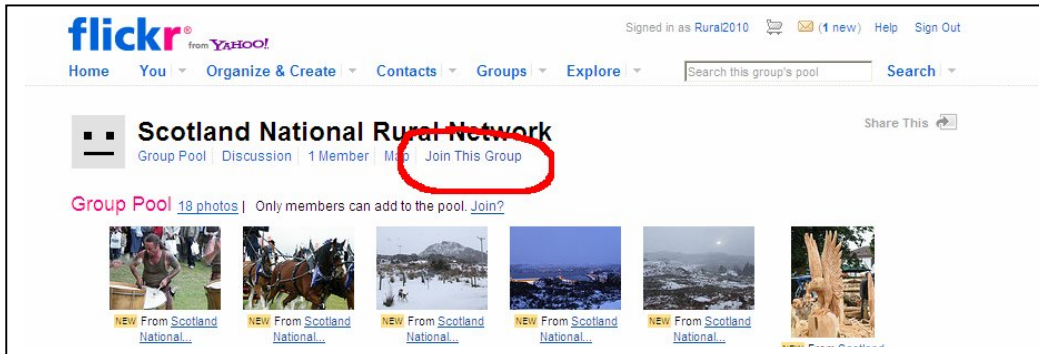 flickr® from YAHOO!
Signed in as Rural2010 (1 new) Help Sign Out
Home You Organize & Create Contacts Groups Explore Search this group's pool Search
Scotland National Rural Network
Share This
Group Pool Discussion 1 Member Map Join This Group
Group Pool 18 photos | Only members can add to the pool. Join?
NEW From Scotland National...
NEW From Scotland National...
NEW From Scotland National...
NEW From Scotland National...
NEW From Scotland National...
NEW From Scotland